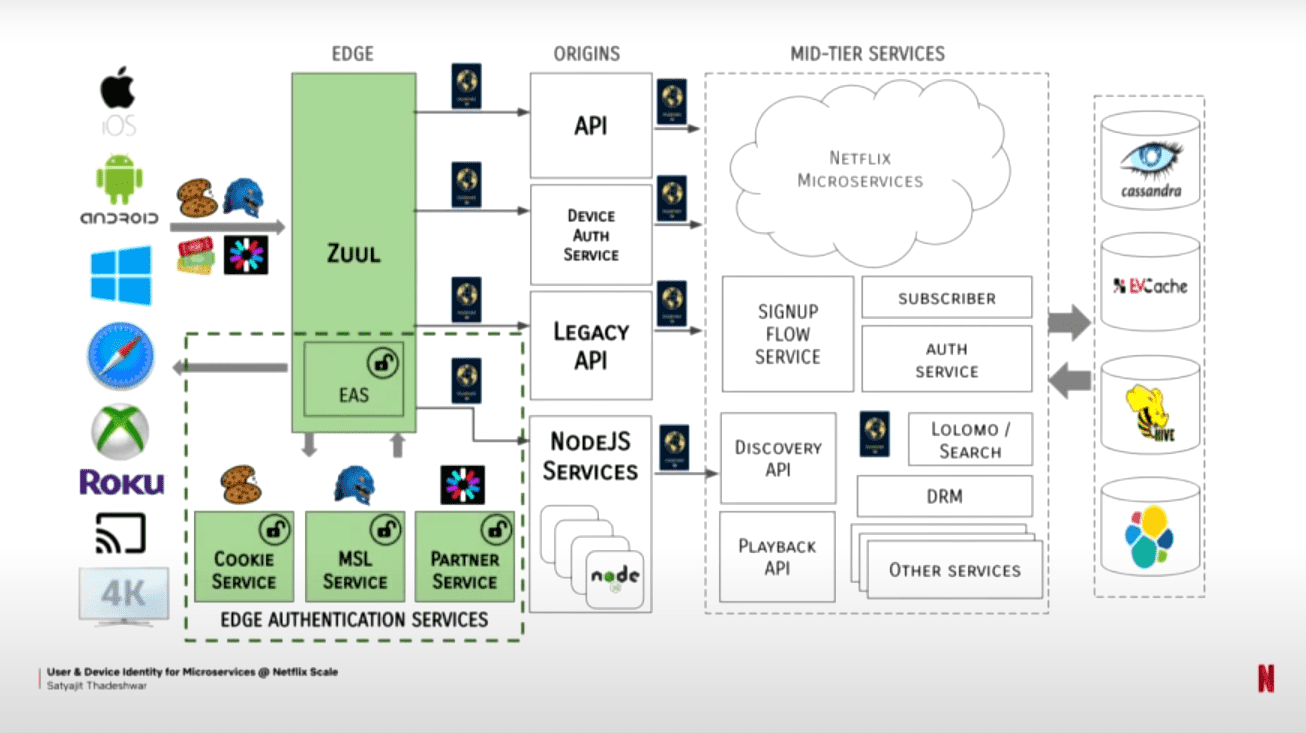 EDGE
ORIGINS
MID-TIER SERVICES
iOS
ANDROID
ROKU
4K
ZUUL
EAS
COOKIE
SERVICE
MSL
SERVICE
PARTNER
SERVICE
EDGE AUTHENTICATION SERVICES
API
DEVICE
AUTH
SERVICE
LEGACY
API
NODEJS
SERVICES
node
JS
NETFLIX
MICROSERVICES
SIGNUP
FLOW
SERVICE
SUBSCRIBER
AUTH
SERVICE
DISCOVERY
API
LOLOMO /
SEARCH
DRM
PLAYBACK
API
OTHER SERVICES
cassandra
EVCache
HIVE
User & Device Identity for Microservices @ Netflix Scale
Satyajit Thadeshwar
N